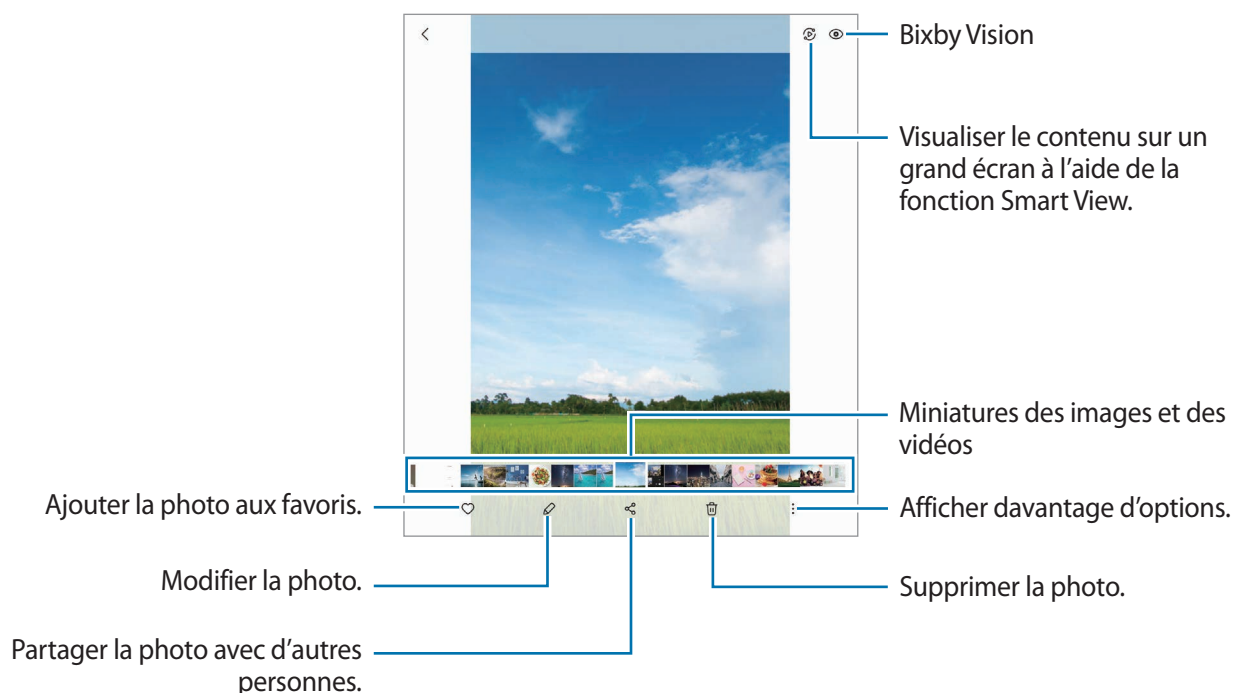 Bixby Vision
Visualiser le contenu sur un
grand écran à l’aide de la
fonction Smart View.
Miniatures des images et des
vidéos
Ajouter la photo aux favoris.
Afficher davantage d’options.
Modifier la photo.
Supprimer la photo.
Partager la photo avec d’autres
personnes.